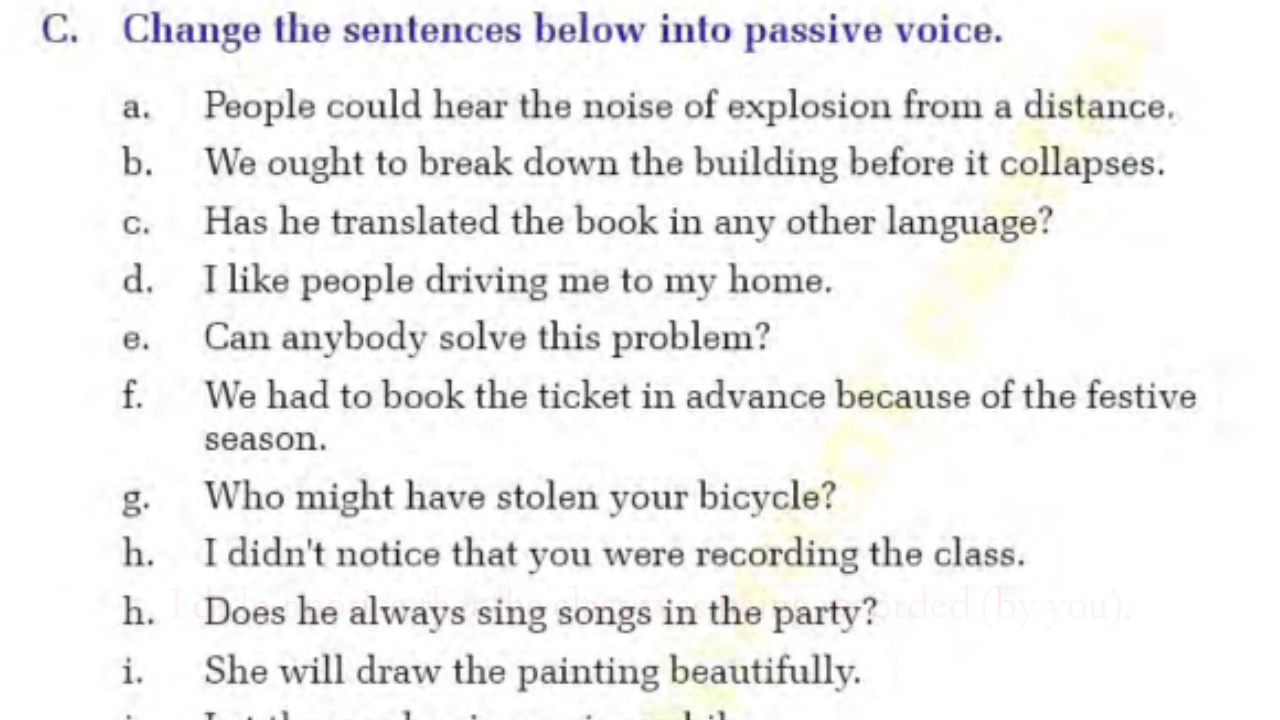 C. Change the sentences below into passive voice.
a. People could hear the noise of explosion from a distance.
b. We ought to break down the building before it collapses.
c. Has he translated the book in any other language?
d. I like people driving me to my home.
e. Can anybody solve this problem?
f. We had to book the ticket in advance because of the festive
season.
g. Who might have stolen your bicycle?
h. I didn't notice that you were recording the class.
h. Does he always sing songs in the party?
(by you).
i. She will draw the painting beautifully.